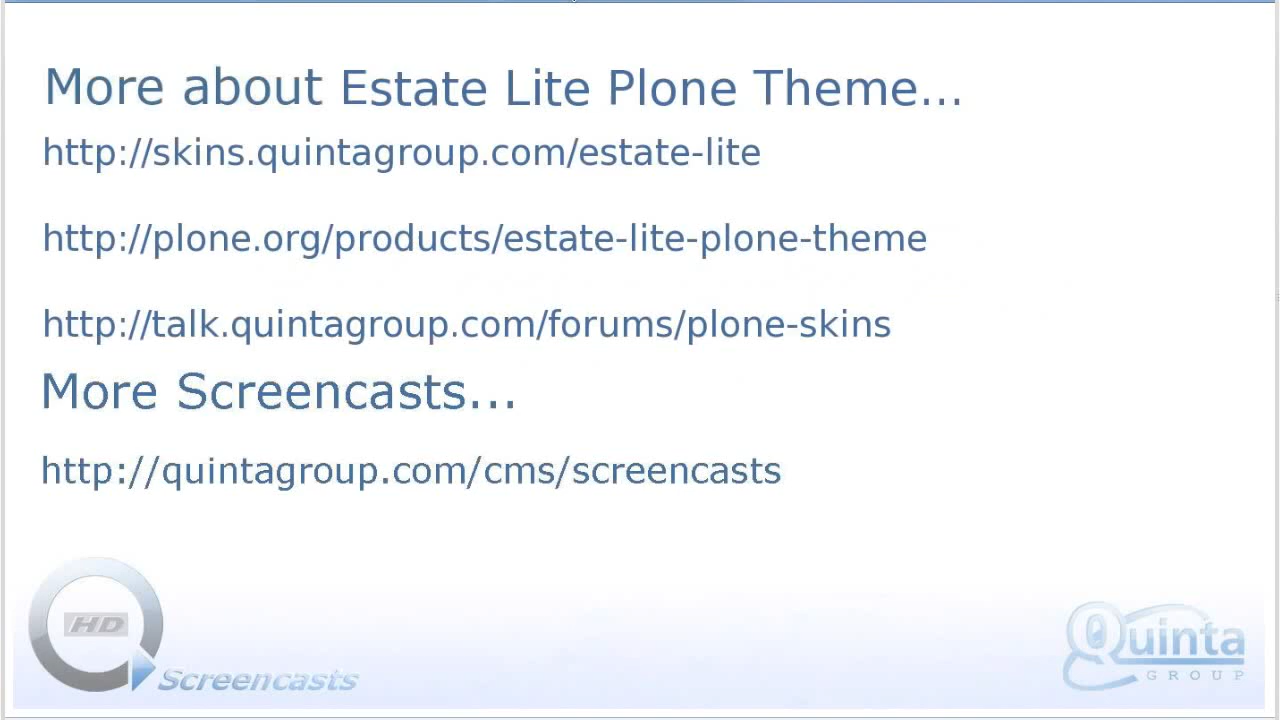 More about Estate Lite Plone Theme...
http://skins.quintagroup.com/estate-lite
http://plone.org/products/estate-lite-plone-theme
http://talk.quintagroup.com/forums/plone-skins
More Screencasts...
http://quintagroup.com/cms/screencasts
HD
Screencasts
Quinta
GROUP